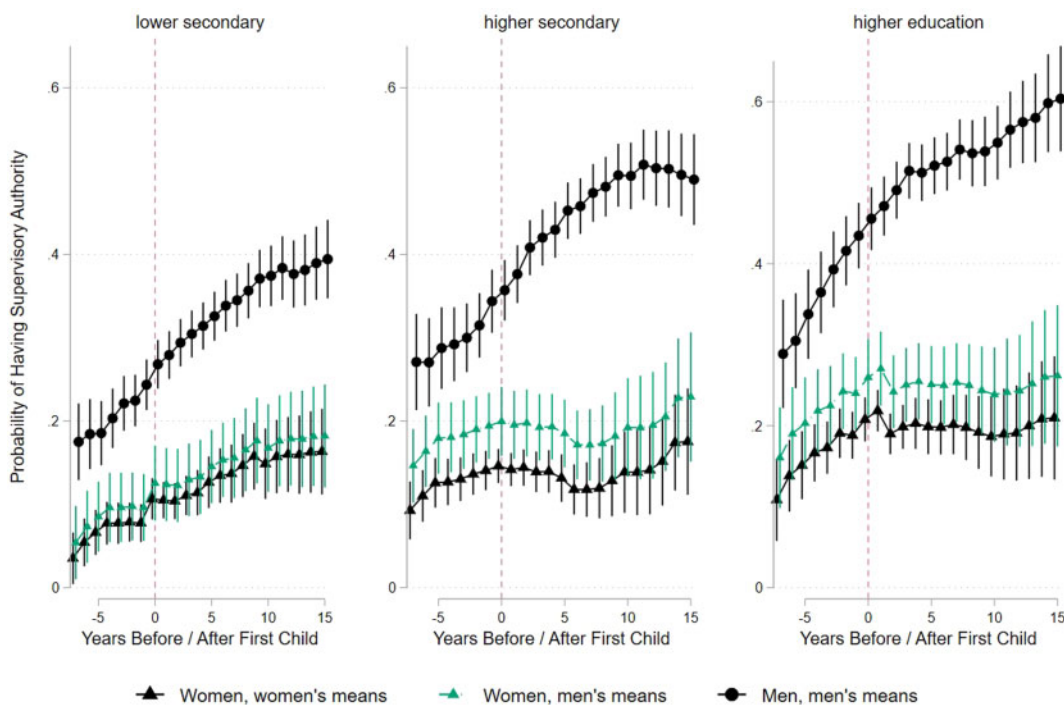 lower secondary
higher secondary
higher education
Probability of Having Supervisory Authority
.6
.4
.2
0
-5 0 5 10 15
Years Before / After First Child
.6
.4
.2
0
-5 0 5 10 15
Years Before / After First Child
.6
.4
.2
0
-5 0 5 10 15
Years Before / After First Child
Women, women's means
Women, men's means
Men, men's means